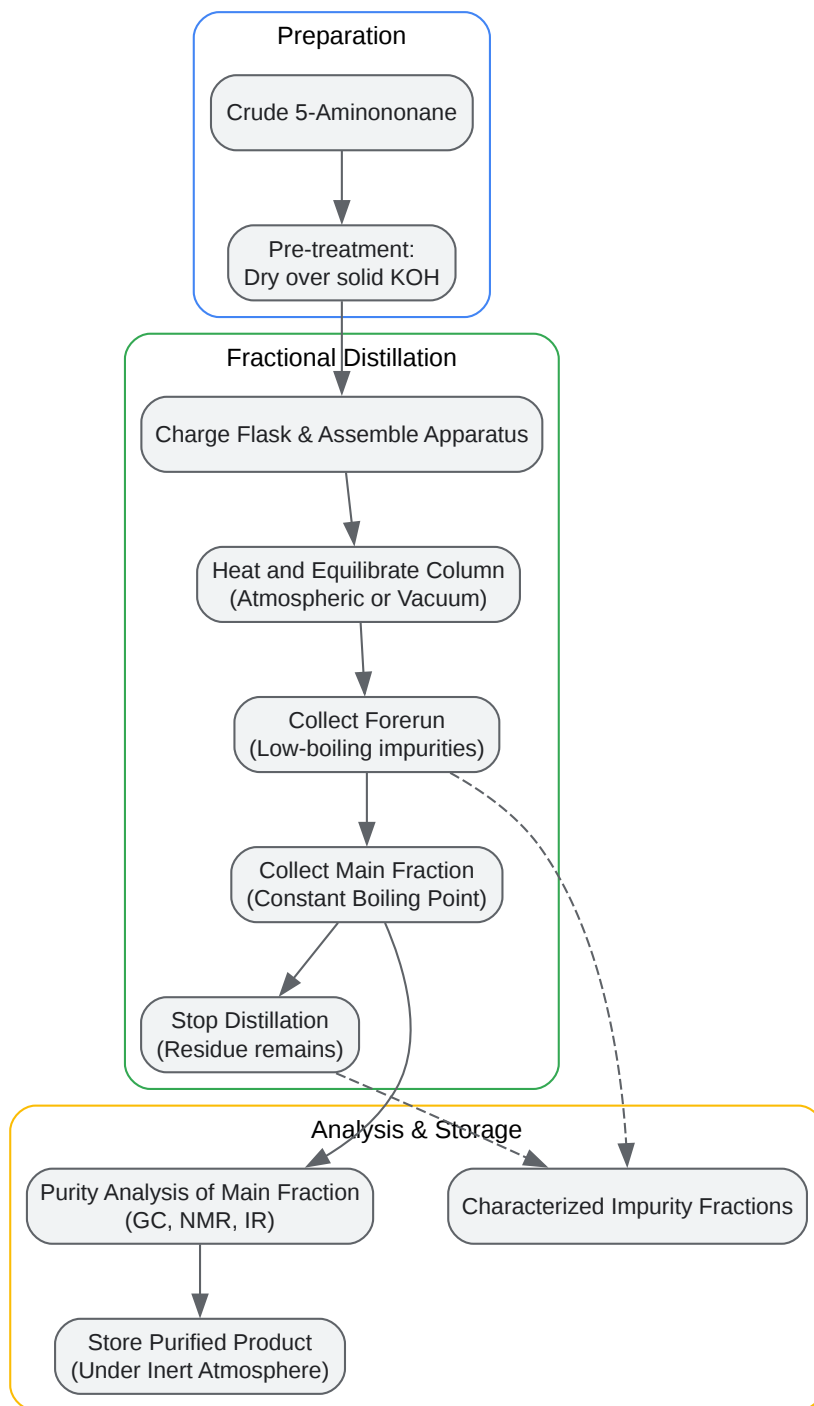 Preparation
Crude 5-Aminononane
Pre-treatment:
Dry over solid KOH
Fractional Distillation
Charge Flask & Assemble Apparatus
Heat and Equilibrate Column
(Atmospheric or Vacuum)
Collect Forerun
(Low-boiling impurities)
Collect Main Fraction
(Constant Boiling Point)
Stop Distillation
(Residue remains)
Analysis & Storage
Purity Analysis of Main Fraction
(GC, NMR, IR)
Characterized Impurity Fractions
Store Purified Product
(Under Inert Atmosphere)